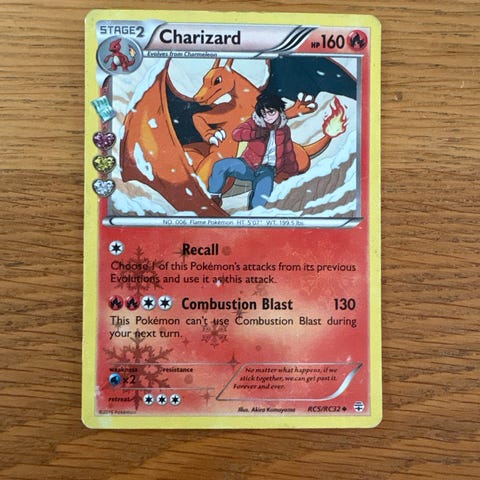 STAGE2
Charizard
HP160
Evolves from Charmeleon
NO. 006 Flame Pokémon HT. 5'07" WT. 199.5 lbs.
Recall
Choose 1 of this Pokémon's attacks from its previous
Evolutions and use it as this attack.
Combustion Blast 130
This Pokémon can't use Combustion Blast during
your next turn.
weakness resistance
×2
retreat
No matter what happens, if we
stick together, we can get past it.
Forever and ever.
©2016 Pokémon
Illus. Akira Komayama
RC5/RC32